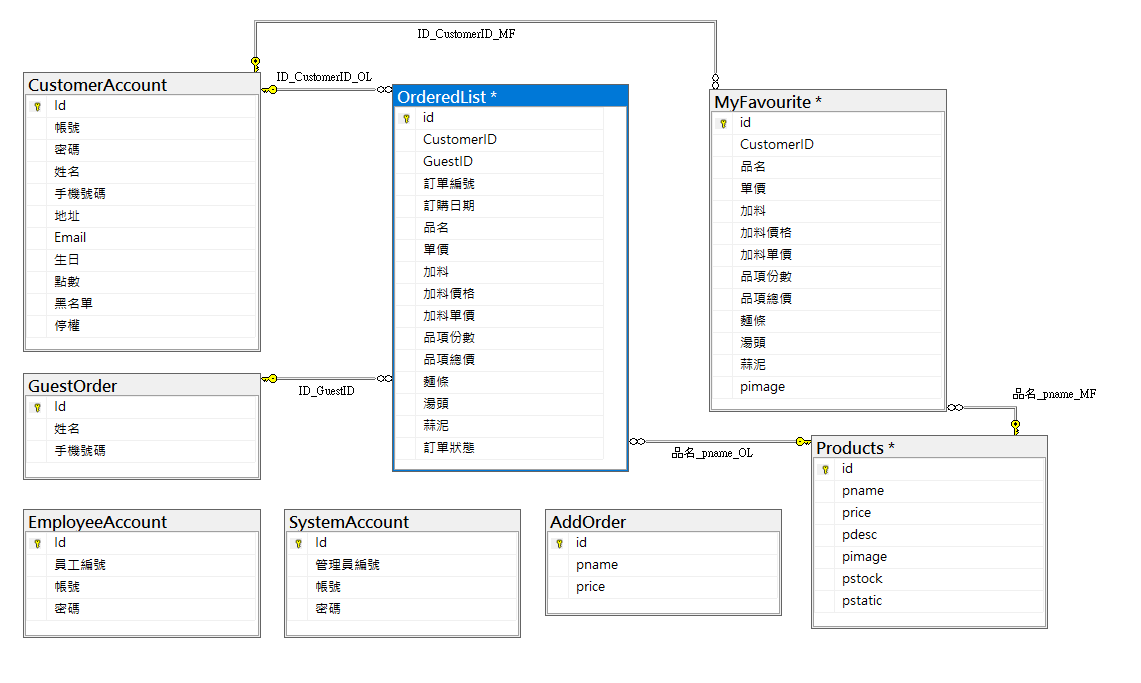 ID_CustomerID_MF
CustomerAccount
Id
帳號
密碼
姓名
手機號碼
地址
Email
生日
點數
黑名單
停權
ID_CustomerID_OL
OrderedList *
id
CustomerID
GuestID
訂單編號
訂購日期
品名
單價
加料
加料價格
加料單價
品項份數
品項總價
麵條
湯頭
蒜泥
訂單狀態
MyFavourite *
id
CustomerID
品名
單價
加料
加料價格
加料單價
品項份數
品項總價
麵條
湯頭
蒜泥
pimage
GuestOrder
Id
姓名
手機號碼
ID_GuestID
品名_pname_MF
品名_pname_OL
Products *
id
pname
price
pdesc
pimage
pstock
pstatic
EmployeeAccount
Id
員工編號
帳號
密碼
SystemAccount
Id
管理員編號
帳號
密碼
AddOrder
id
pname
price